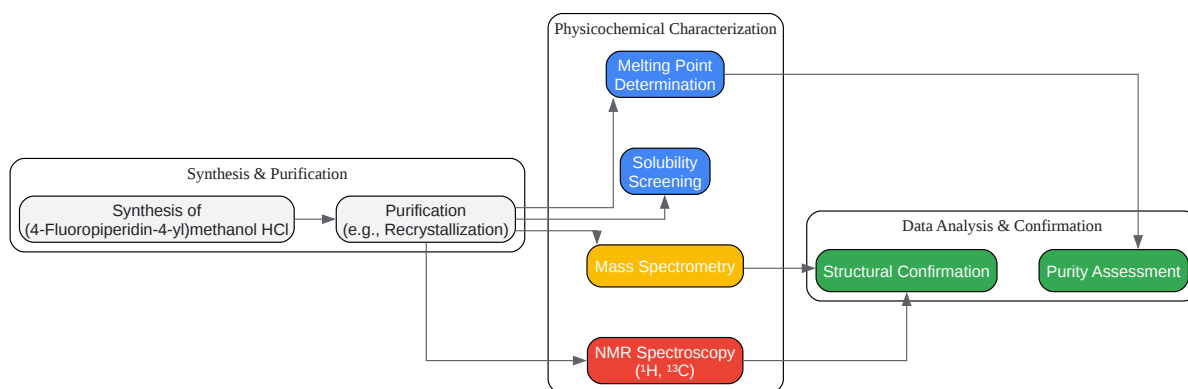 Physicochemical Characterization
Melting Point
Determination
Solubility
Screening
Synthesis & Purification
Synthesis of
(4-Fluoropiperidin-4-yl)methanol HCl
Purification
(e.g., Recrystallization)
Data Analysis & Confirmation
Mass Spectrometry
Structural Confirmation
Purity Assessment
NMR Spectroscopy
(¹H, ¹³C)